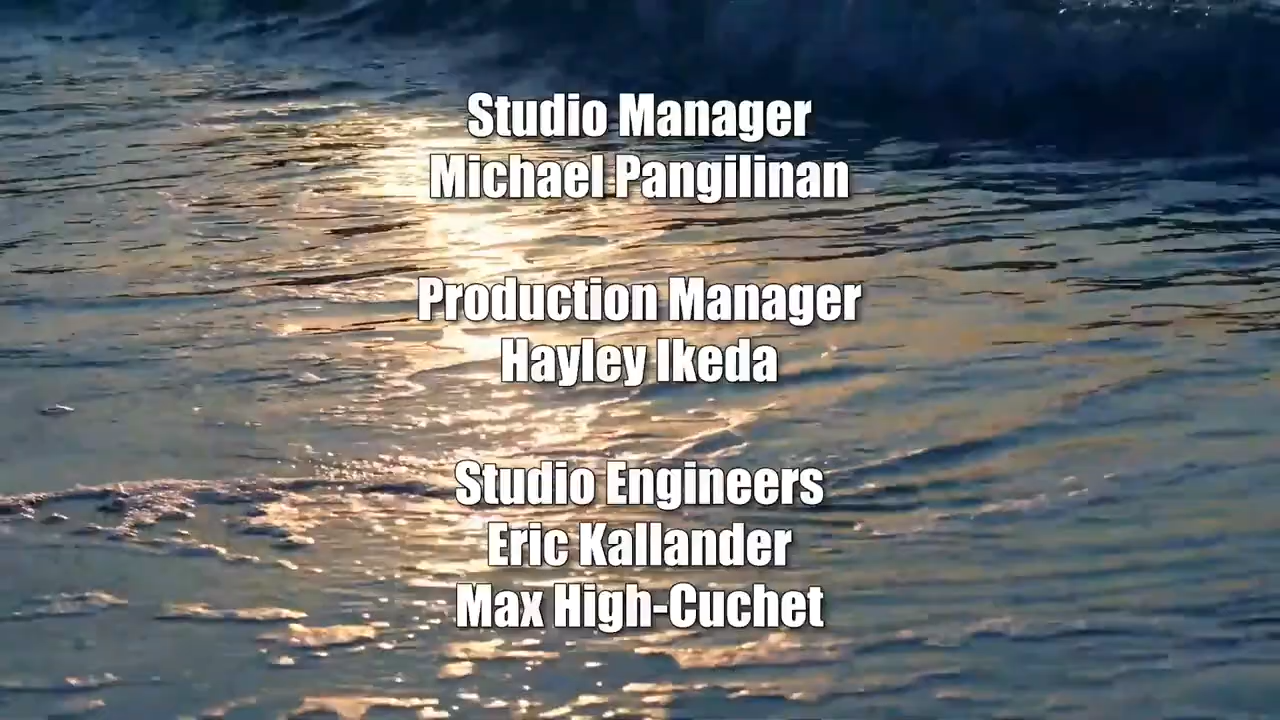 Studio Manager
Michael Pangilinan
Production Manager
Hayley Ikeda
Studio Engineers
Eric Kallander
Max High-Cuchet